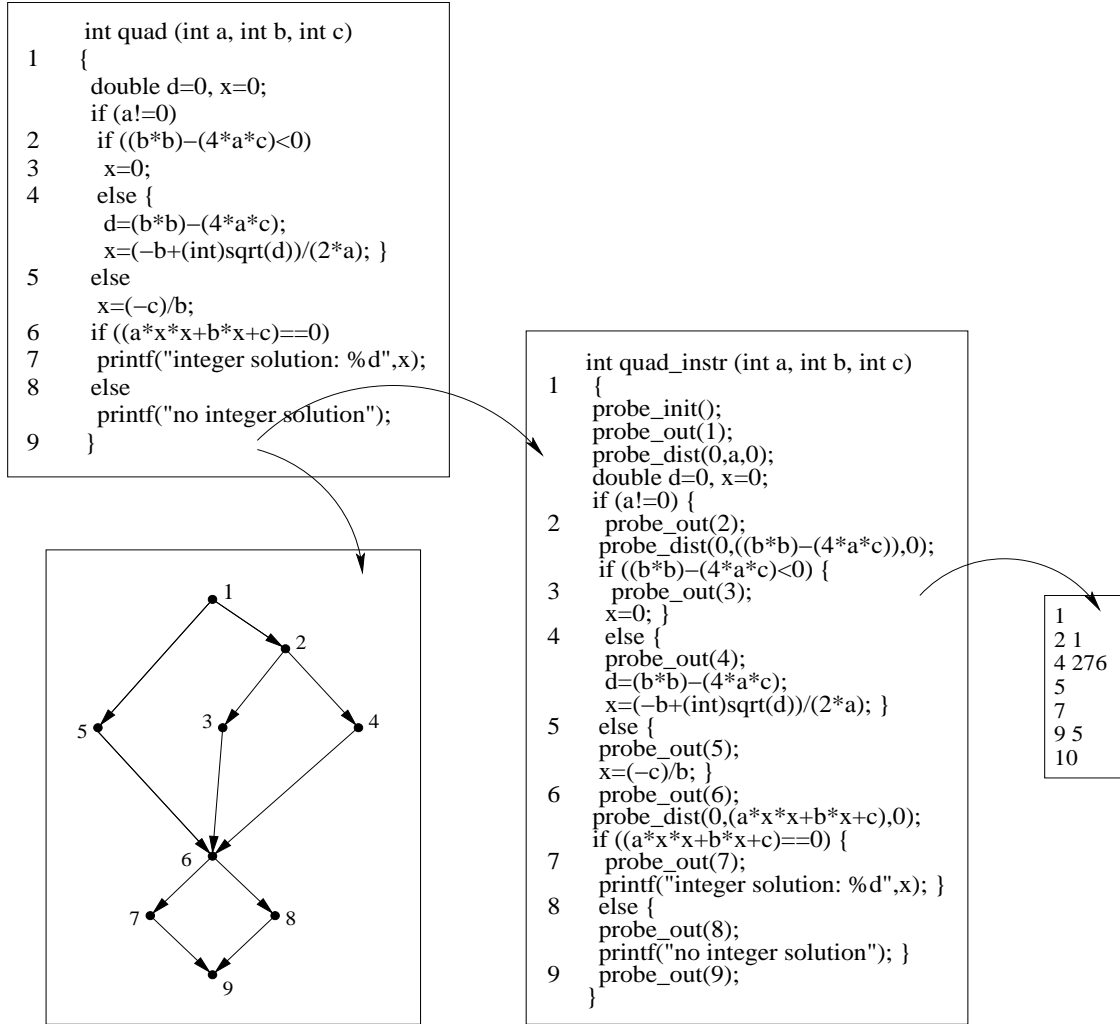 int quad (int a, int b, int c)
1 {
double d=0, x=0;
if (a!=0)
2 if ((b*b)−(4*a*c)<0)
3 x=0;
4 else {
d=(b*b)−(4*a*c);
x=(−b+(int)sqrt(d))/(2*a); }
5 else
x=(−c)/b;
6 if ((a*x*x+b*x+c)==0)
7 printf("integer solution: %d",x);
8 else
printf("no integer solution");
9 }
int quad_instr (int a, int b, int c)
1 {
probe_init();
probe_out(1);
probe_dist(0,a,0);
double d=0, x=0;
if (a!=0) {
2 probe_out(2);
probe_dist(0,((b*b)−(4*a*c)),0);
if ((b*b)−(4*a*c)<0) {
3 probe_out(3);
x=0; }
4 else {
probe_out(4);
d=(b*b)−(4*a*c);
x=(−b+(int)sqrt(d))/(2*a); }
5 else {
probe_out(5);
x=(−c)/b; }
6 probe_out(6);
probe_dist(0,(a*x*x+b*x+c),0);
if ((a*x*x+b*x+c)==0) {
7 probe_out(7);
printf("integer solution: %d",x); }
8 else {
probe_out(8);
printf("no integer solution"); }
9 probe_out(9);
}
1
2
5
3
4
6
7
8
9
1
2 1
4 276
5
7
9 5
10